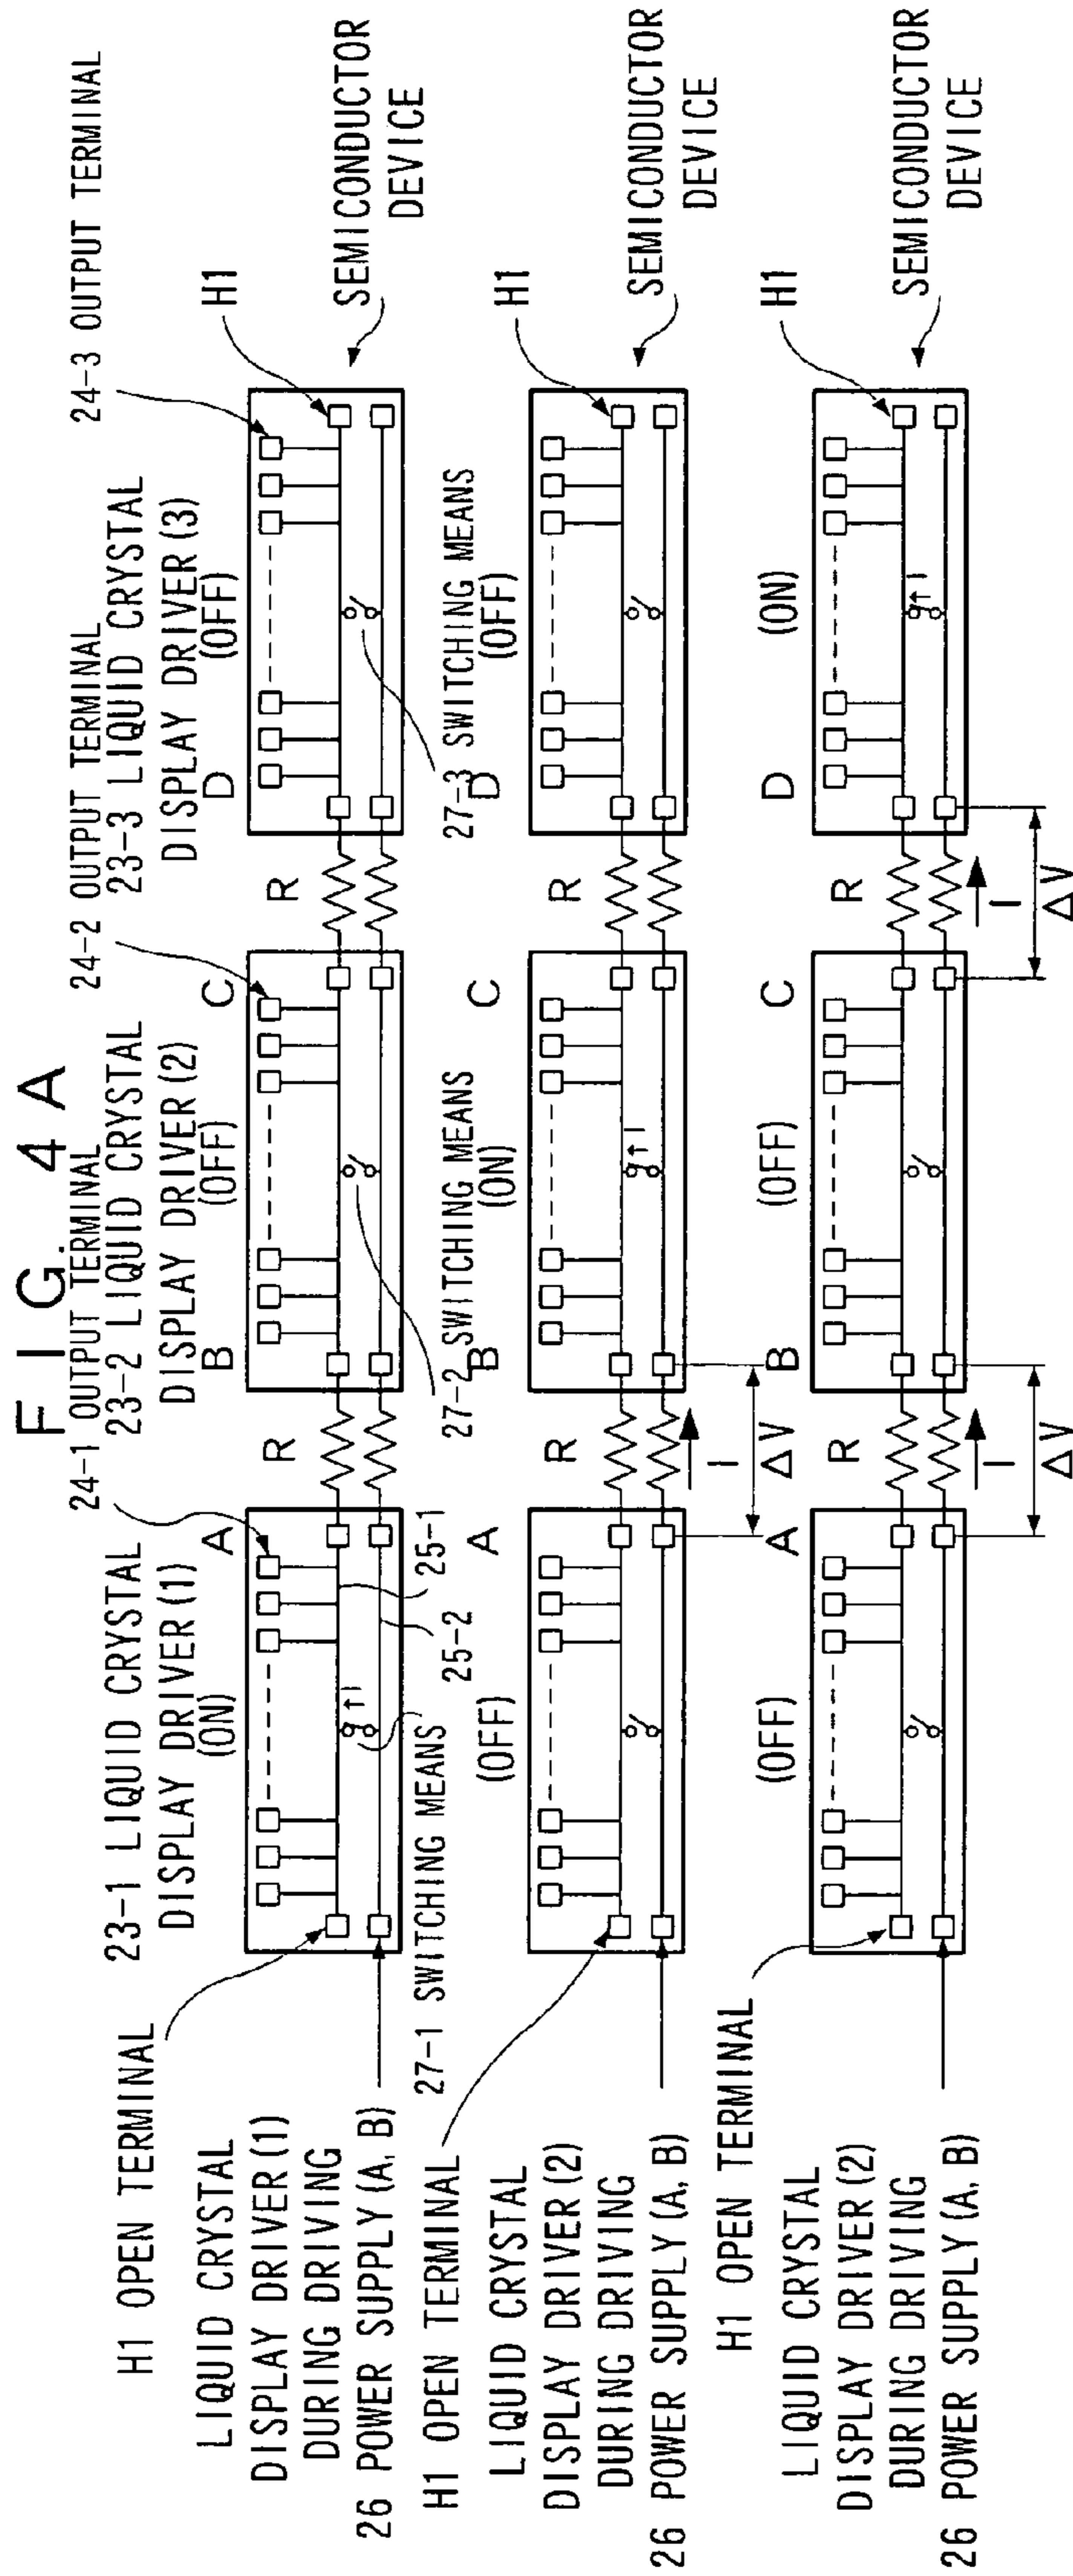 FIG. 4A
24-1 OUTPUT TERMINAL
24-2 OUTPUT TERMINAL
24-3 OUTPUT TERMINAL
23-1 LIQUID CRYSTAL
DISPLAY DRIVER (1)
(ON)
23-2 LIQUID CRYSTAL
DISPLAY DRIVER (2)
(OFF)
23-3 LIQUID CRYSTAL
DISPLAY DRIVER (3)
(OFF)
H1 OPEN TERMINAL
A
R
B
C
R
D
H1
I
25-1
25-2
LIQUID CRYSTAL
DISPLAY DRIVER (1)
DURING DRIVING
26 POWER SUPPLY (A, B)
SEMICONDUCTOR
DEVICE
27-1 SWITCHING MEANS
27-2 SWITCHING MEANS
27-3 SWITCHING MEANS
H1 OPEN TERMINAL
(OFF)
A
R
B
(ON)
C
R
D
(OFF)
H1
I
LIQUID CRYSTAL
DISPLAY DRIVER (2)
DURING DRIVING
26 POWER SUPPLY (A, B)
I
ΔV
SEMICONDUCTOR
DEVICE
H1 OPEN TERMINAL
(OFF)
A
R
B
(OFF)
C
R
D
(ON)
H1
I
LIQUID CRYSTAL
DISPLAY DRIVER (2)
DURING DRIVING
26 POWER SUPPLY (A, B)
I
ΔV
I
ΔV
SEMICONDUCTOR
DEVICE